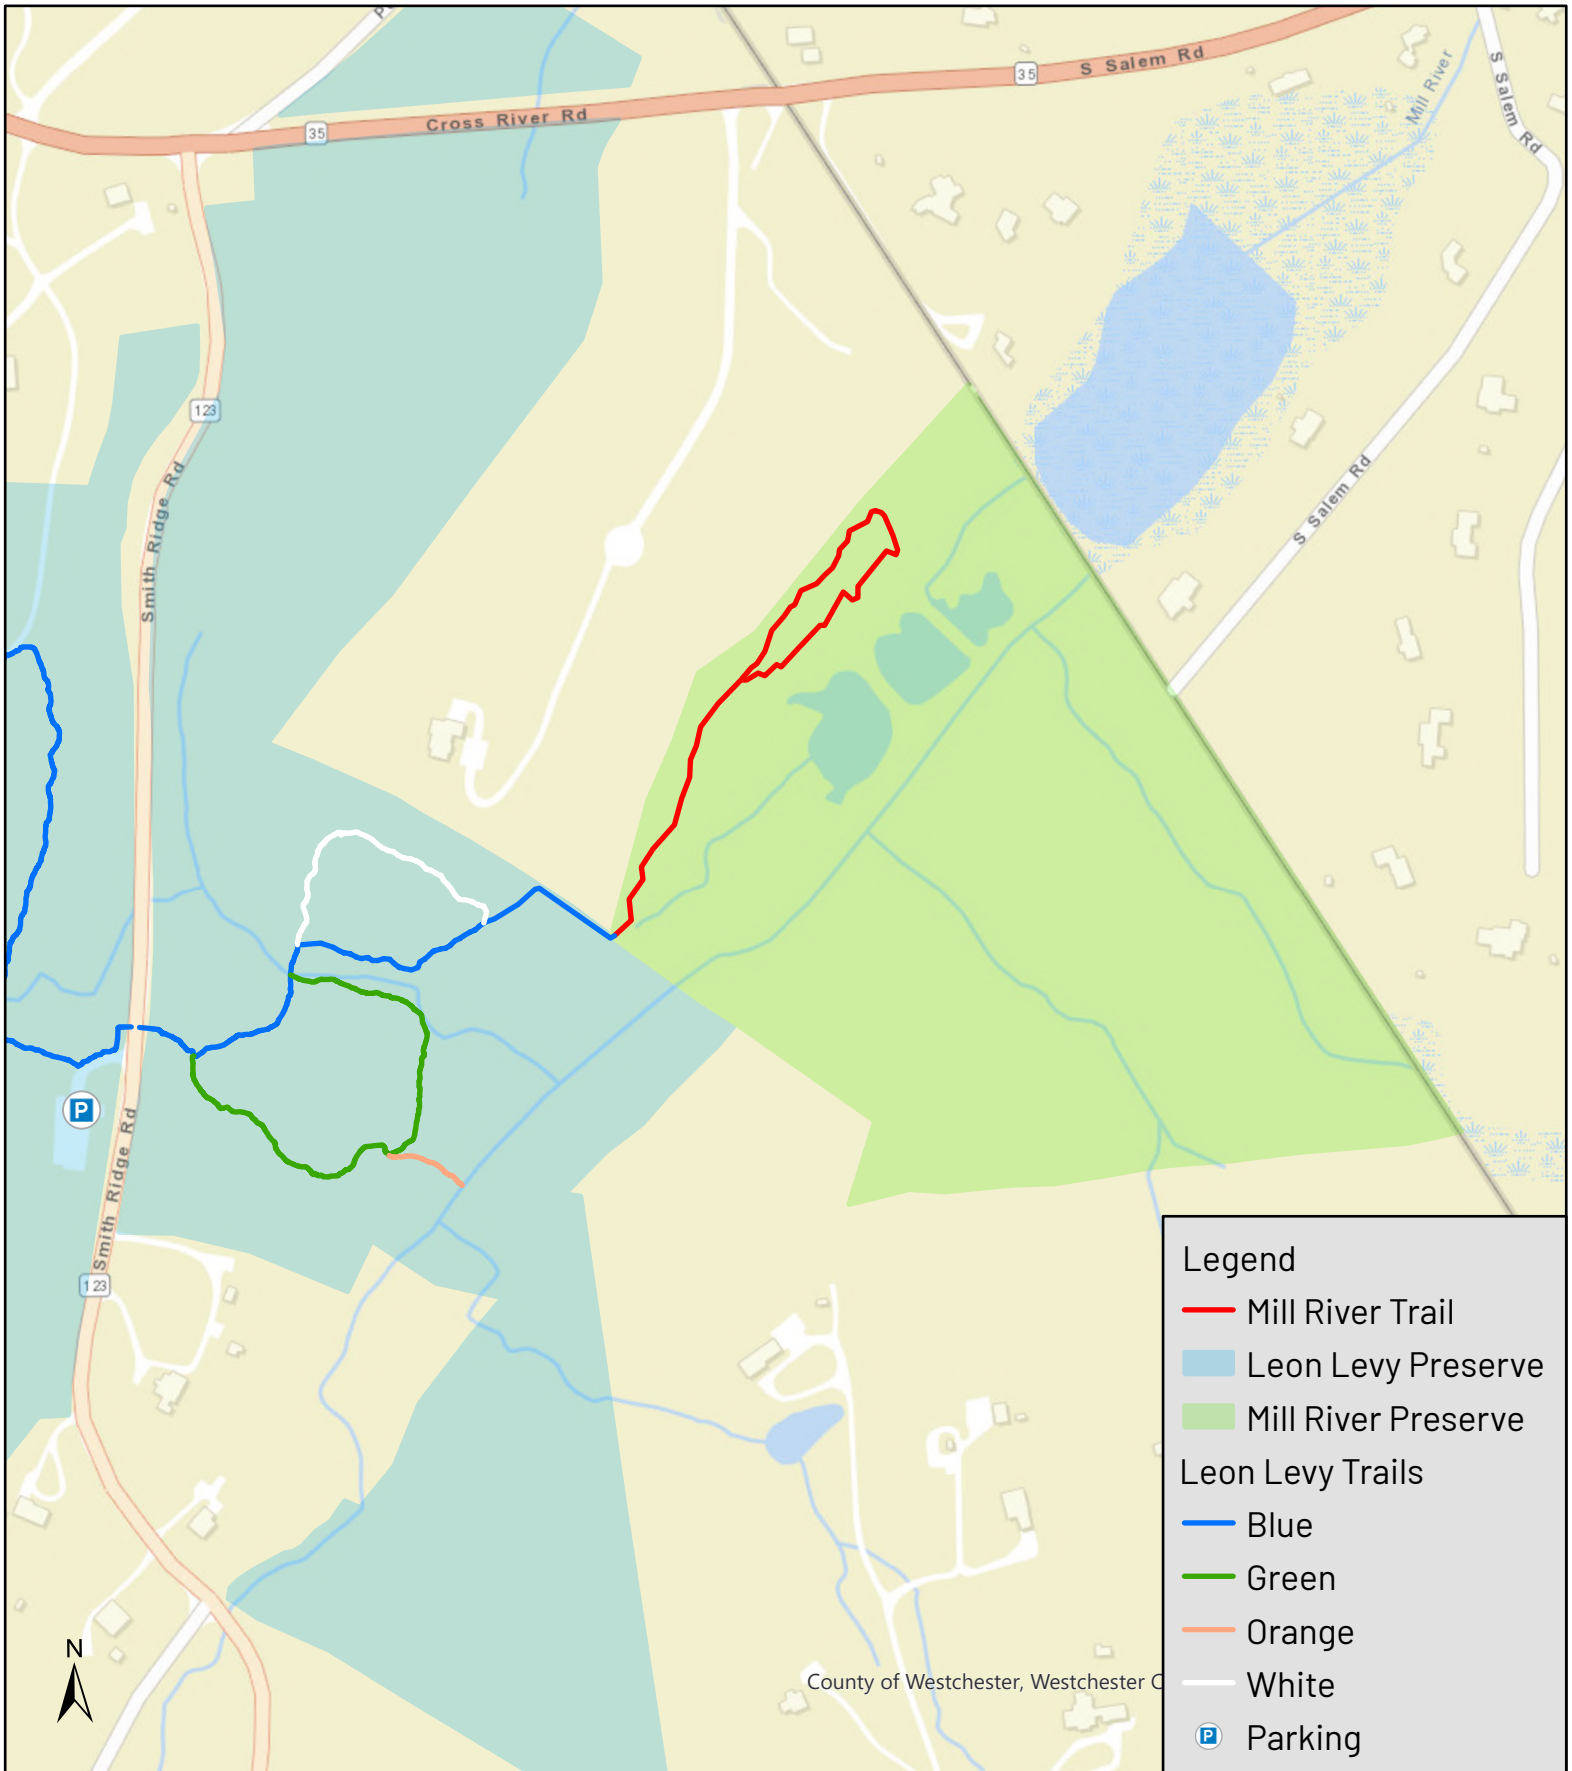 35
S Salem Rd
Mill River
S Salem Rd
Cross River Rd
35
123
Smith Ridge Rd
S Salem Rd
P
Smith Ridge Rd
123
N
County of Westchester, Westchester C
Legend
Mill River Trail
Leon Levy Preserve
Mill River Preserve
Leon Levy Trails
Blue
Green
Orange
White
P Parking